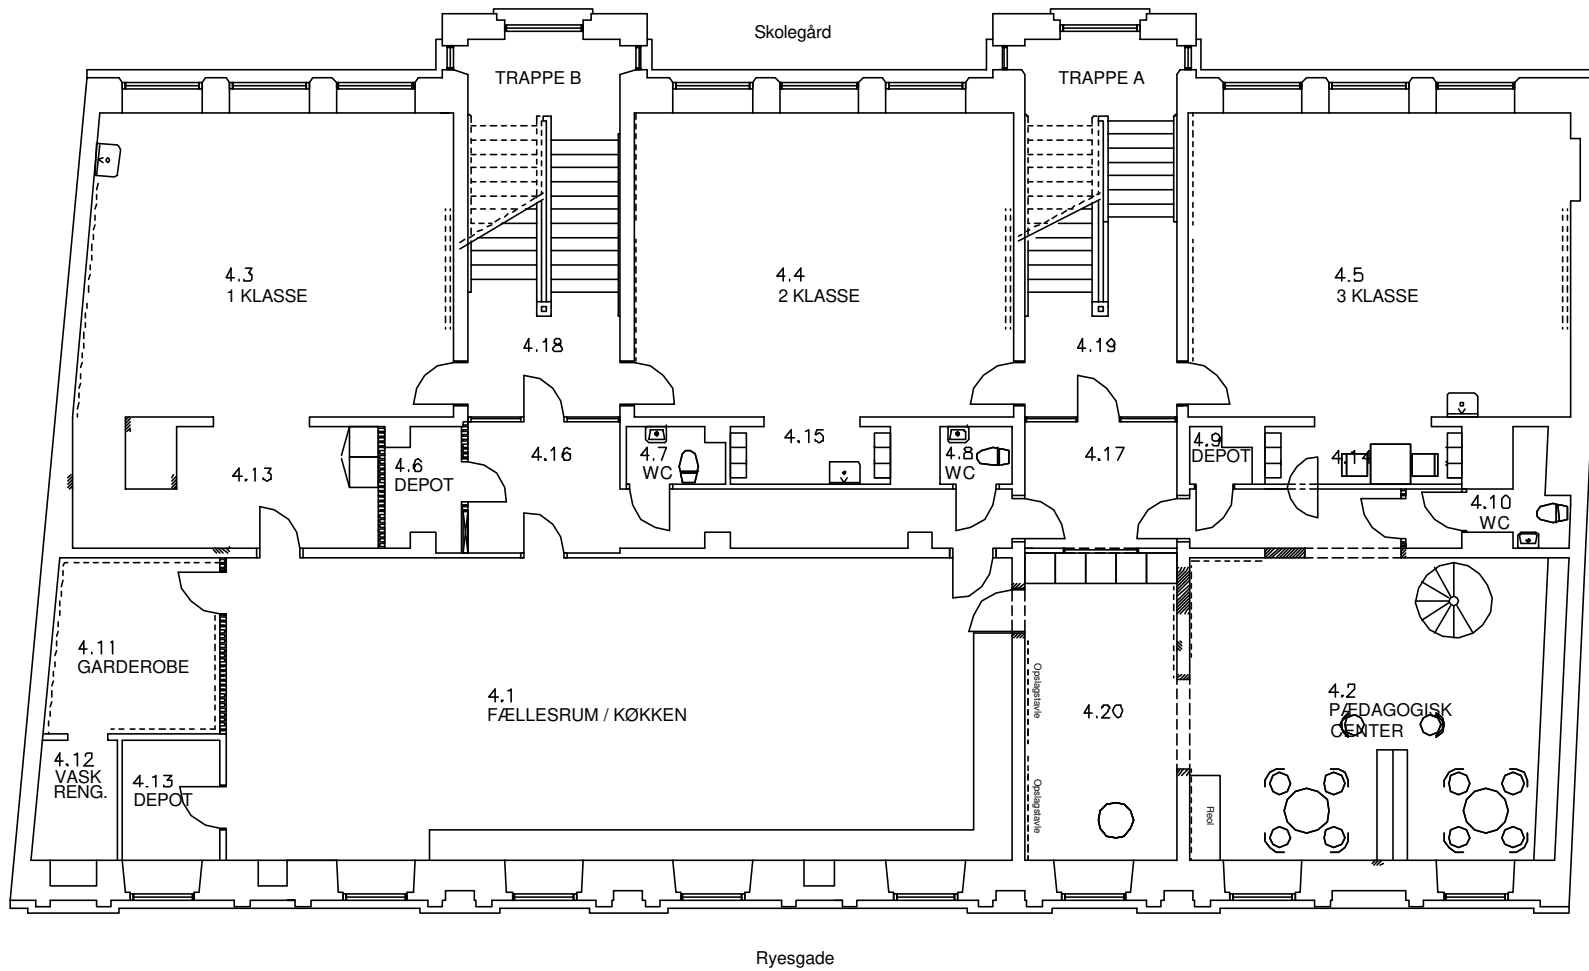 Skolegård
TRAPPE B
TRAPPE A
4.3
1 KLASSE
4.4
2 KLASSE
4.5
3 KLASSE
4.18
4.19
4.13
4.6
DEPOT
4.16
4.7
WC
4.15
4.8
WC
4.17
4.9
DEPOT
4.14
4.10
WC
4.11
GARDEROBE
4.1
FÆLLESRUM / KØKKEN
Opslagstavle
4.20
4.2
PÆDAGOGISK
CENTER
4.12
VASK
RENG.
4.13
DEPOT
Opslagstavle
Reol
Ryesgade